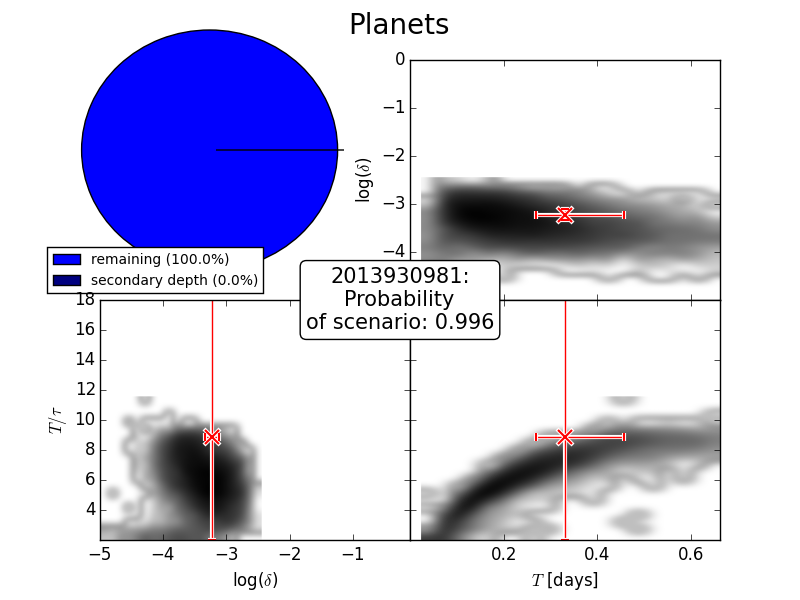 Planets
remaining (100.0%)
secondary depth (0.0%)
0
−1
−2
−3
−4
log(δ)
2013930981:
Probability
of scenario: 0.996
18
16
14
12
10
8
6
4
T/τ
−5 −4 −3 −2 −1
log(δ)
0.2 0.4 0.6
T [days]